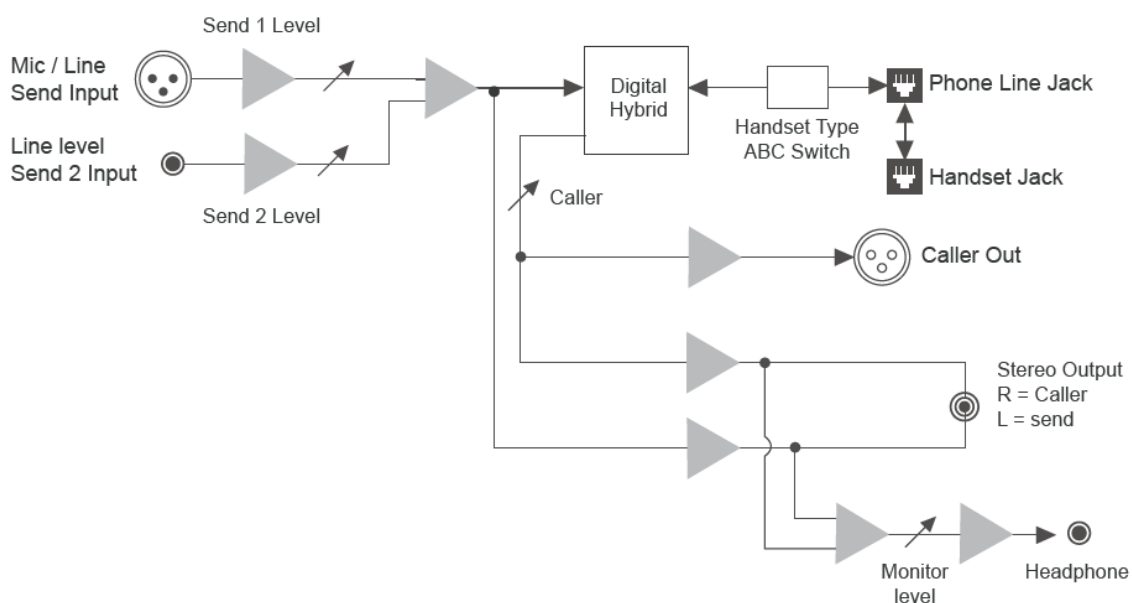 Send 1 Level
Mic / Line
Send Input
Line level
Send 2 Input
Send 2 Level
Digital
Hybrid
Handset Type
ABC Switch
Phone Line Jack
Handset Jack
Caller
Caller Out
Stereo Output
R = Caller
L = send
Monitor
level
Headphone